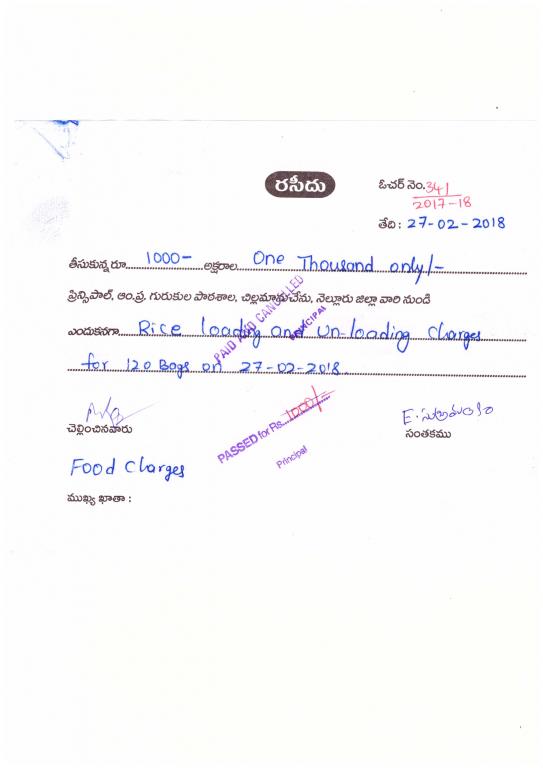 రసీదు
ఓచర్ నెం. 341
2017-18
తేది : 27-02-2018
తీసుకున్నరూ 1000- అక్షరాల One Thousand only/-
ప్రిన్సిపాల్, ఆం.ప్ర. గురుకుల పాఠశాల, చిల్లమానుచేను, నెల్లూరు జిల్లా వారి నుండి
ఎందుకనగా Rice loading and un-loading charges
for 120 Bags on 27-02-2018
PAID AND CANCELLED
PRINCIPAL
PASSED for Rs. 1000/-
Principal
చెల్లించినవారు
E.
సంతకము
Food Charges
ముఖ్య ఖాతా :